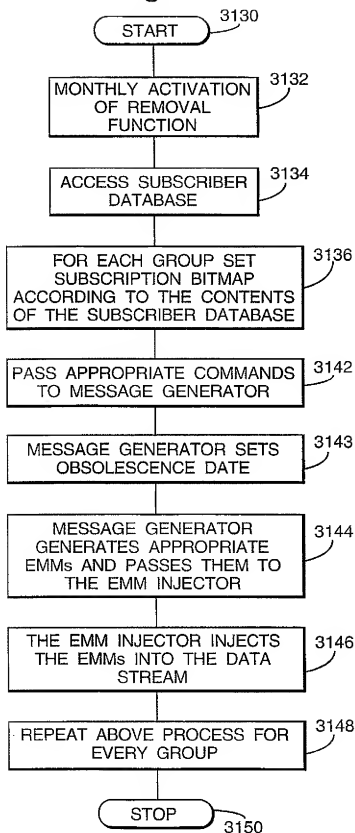 START
3130
MONTHLY ACTIVATION
OF REMOVAL
FUNCTION
3132
ACCESS SUBSCRIBER
DATABASE
3134
FOR EACH GROUP SET
SUBSCRIPTION BITMAP
ACCORDING TO THE CONTENTS
OF THE SUBSCRIBER DATABASE
3136
PASS APPROPRIATE COMMANDS
TO MESSAGE GENERATOR
3142
MESSAGE GENERATOR SETS
OBSOLESCENCE DATE
3143
MESSAGE GENERATOR
GENERATES APPROPRIATE
EMMs AND PASSES THEM TO
THE EMM INJECTOR
3144
THE EMM INJECTOR INJECTS
THE EMMs INTO THE DATA
STREAM
3146
REPEAT ABOVE PROCESS FOR
EVERY GROUP
3148
STOP
3150